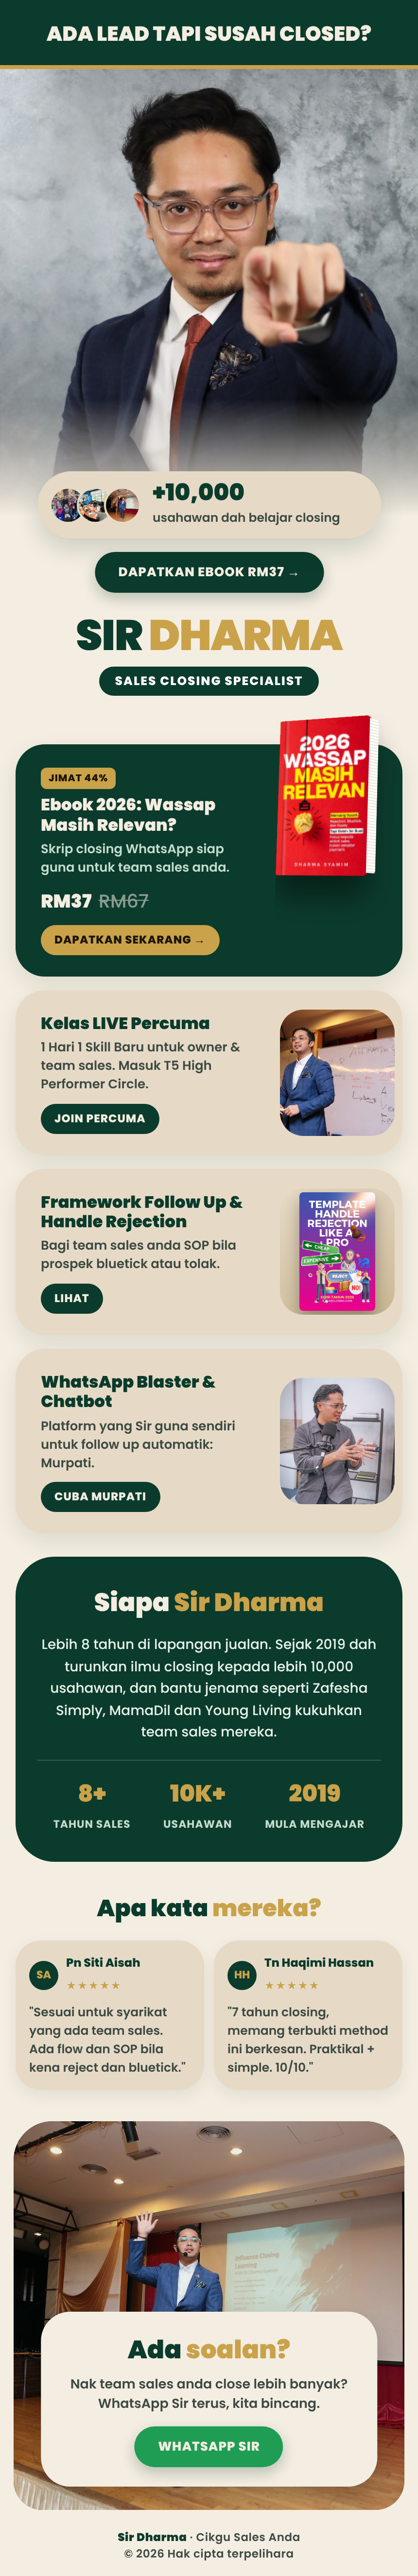 ADA LEAD TAPI SUSAH CLOSED?
+10,000
usahawan dah belajar closing
DAPATKAN EBOOK RM37 →
SIR DHARMA
SALES CLOSING SPECIALIST
JIMAT 44%
Ebook 2026: Wassap
Masih Relevan?
Skrip closing WhatsApp siap
guna untuk team sales anda.
RM37 RM67
DAPATKAN SEKARANG →
2026
WASSAP
MASIH
RELEVAN
DHARMA SYAMIM
Kelas LIVE Percuma
1 Hari 1 Skill Baru untuk owner &
team sales. Masuk T5 High
Performer Circle.
JOIN PERCUMA
Framework Follow Up &
Handle Rejection
Bagi team sales anda SOP bila
prospek bluetick atau tolak.
LIHAT
TEMPLATE
HANDLE
REJECTION
LIKE A
PRO
CHEAP
EXPENSIVE
REJECT
NO!
WhatsApp Blaster &
Chatbot
Platform yang Sir guna sendiri
untuk follow up automatik:
Murpati.
CUBA MURPATI
Siapa Sir Dharma
Lebih 8 tahun di lapangan jualan. Sejak 2019 dah
turunkan ilmu closing kepada lebih 10,000
usahawan, dan bantu jenama seperti Zafesha
Simply, MamaDil dan Young Living kukuhkan
team sales mereka.
8+ 10K+ 2019
TAHUN SALES USAHAWAN MULA MENGAJAR
Apa kata mereka?
SA
Pn Siti Aisah
★★★★★
"Sesuai untuk syarikat
yang ada team sales.
Ada flow dan SOP bila
kena reject dan bluetick."
HH
Tn Haqimi Hassan
★★★★★
"7 tahun closing,
memang terbukti method
ini berkesan. Praktikal +
simple. 10/10."
Influence Closing
Learning
Ada soalan?
Nak team sales anda close lebih banyak?
WhatsApp Sir terus, kita bincang.
WHATSAPP SIR
Sir Dharma · Cikgu Sales Anda
© 2026 Hak cipta terpelihara